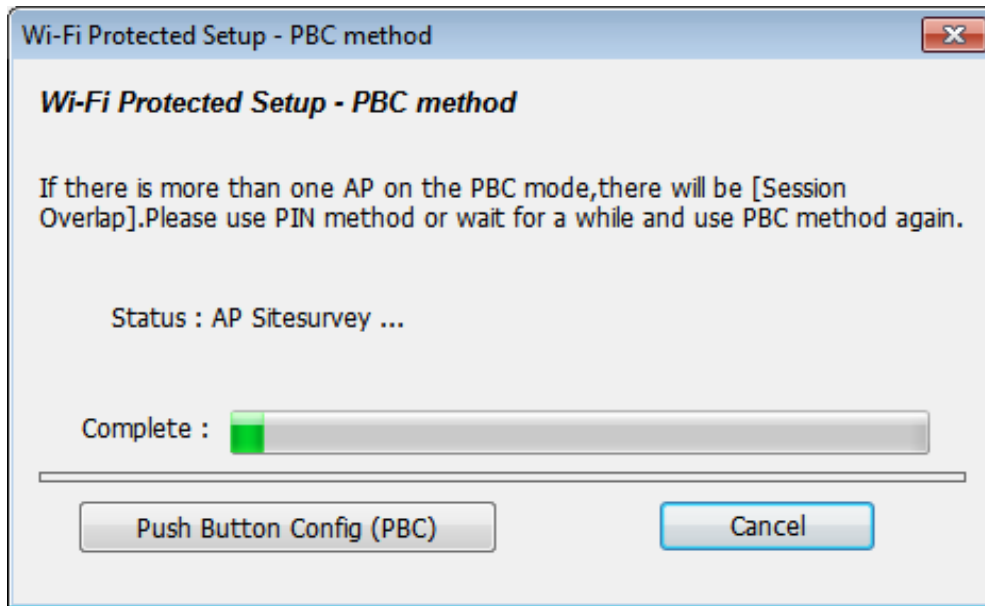 Wi-Fi Protected Setup - PBC method
Wi-Fi Protected Setup - PBC method
If there is more than one AP on the PBC mode,there will be [Session
Overlap].Please use PIN method or wait for a while and use PBC method again.
Status : AP Sitesurvey ...
Complete :
Push Button Config (PBC)
Cancel